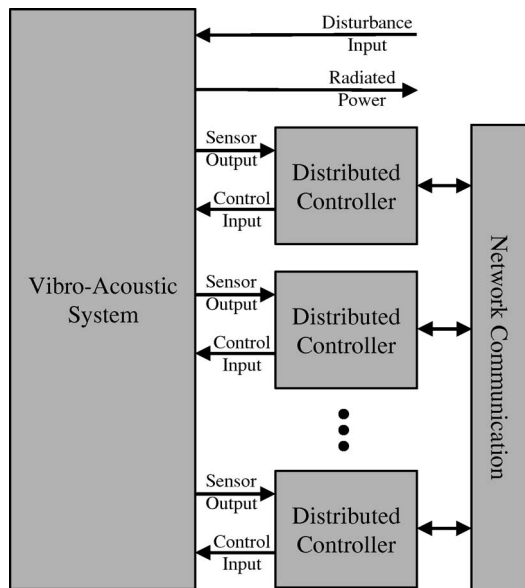 Disturbance
Input
Radiated
Power
Sensor
Output
Control
Input
Distributed
Controller
Vibro-Acoustic
System
Sensor
Output
Control
Input
Distributed
Controller
Network Communication
Sensor
Output
Control
Input
Distributed
Controller